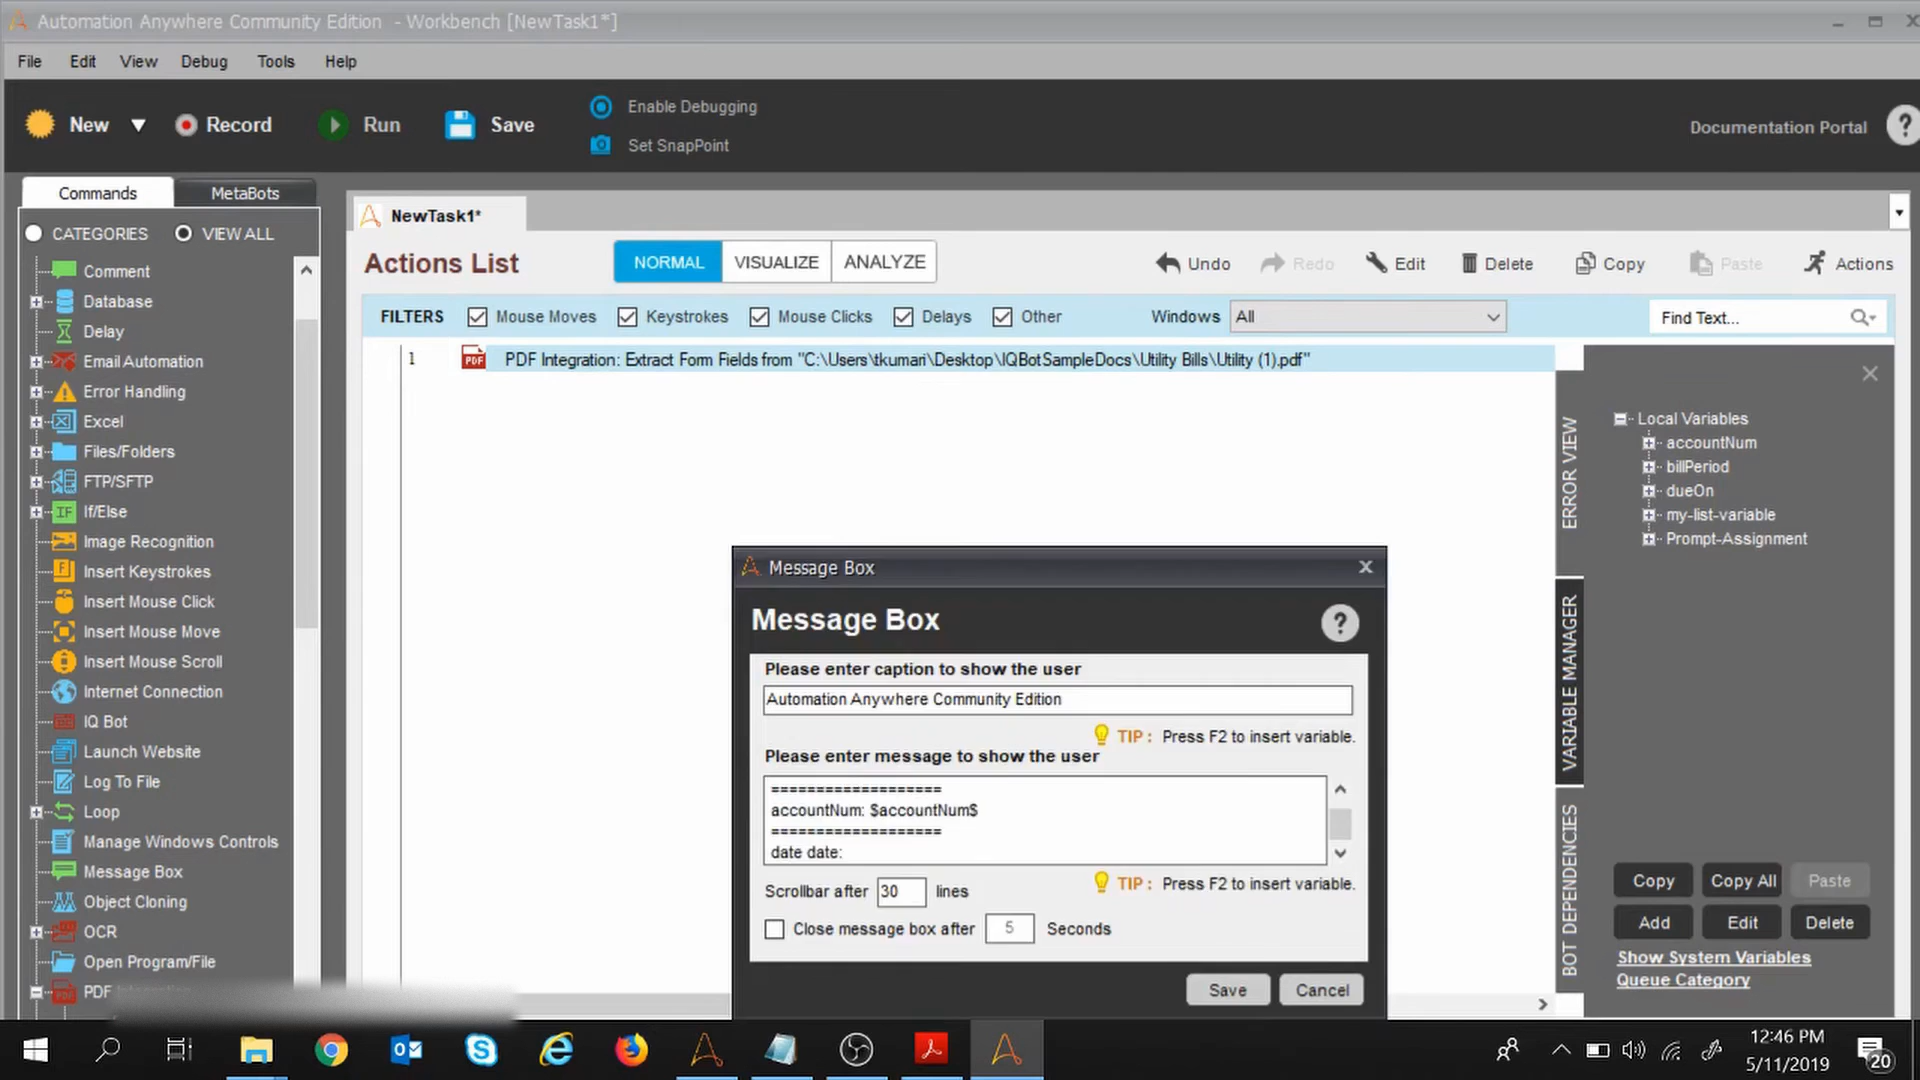 Automation Anywhere Community Edition - Workbench [NewTask1*]
File Edit View Debug Tools Help
New Record Run Save
Enable Debugging
Set SnapPoint
Documentation Portal ?
Commands MetaBots
CATEGORIES VIEW ALL
Comment
Database
Delay
Email Automation
Error Handling
Excel
Files/Folders
FTP/SFTP
IF If/Else
Image Recognition
Insert Keystrokes
Insert Mouse Click
Insert Mouse Move
Insert Mouse Scroll
Internet Connection
IQ Bot
Launch Website
Log To File
Loop
Manage Windows Controls
Message Box
Object Cloning
OCR
Open Program/File
PDF
NewTask1*
Actions List NORMAL VISUALIZE ANALYZE Undo Redo Edit Delete Copy Paste Actions
FILTERS Mouse Moves Keystrokes Mouse Clicks Delays Other Windows All Find Text...
1 PDF PDF Integration: Extract Form Fields from "C:\Users\tkumari\Desktop\IQBotSampleDocs\Utility Bills\Utility (1).pdf"
Message Box
Message Box ?
Please enter caption to show the user
Automation Anywhere Community Edition
TIP : Press F2 to insert variable.
Please enter message to show the user
===================
accountNum: $accountNum$
===================
date date:
TIP : Press F2 to insert variable.
Scrollbar after 30 lines
Close message box after 5 Seconds
Save Cancel
ERROR VIEW
VARIABLE MANAGER
BOT DEPENDENCIES
Local Variables
accountNum
billPeriod
dueOn
my-list-variable
Prompt-Assignment
Copy Copy All Paste
Add Edit Delete
Show System Variables
Queue Category
12:46 PM
5/11/2019
20